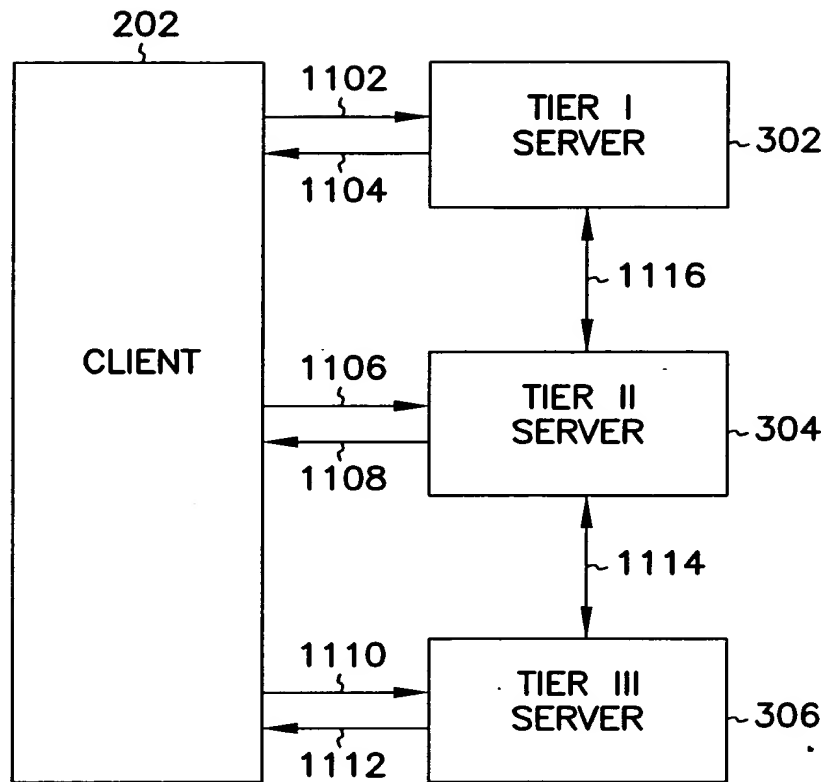 202
1102
TIER I
SERVER
302
1104
1116
CLIENT
1106
TIER II
SERVER
304
1108
1114
1110
TIER III
SERVER
306
1112